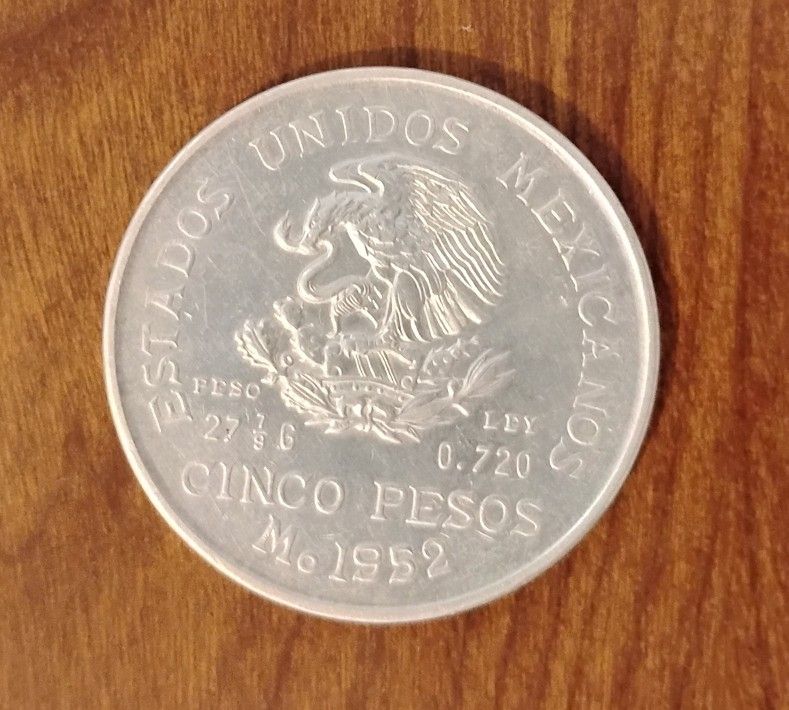 ESTADOS UNIDOS MEXICANOS
PESO
27 7/9 G
LEY
0.720
CINCO PESOS
Mo 1952